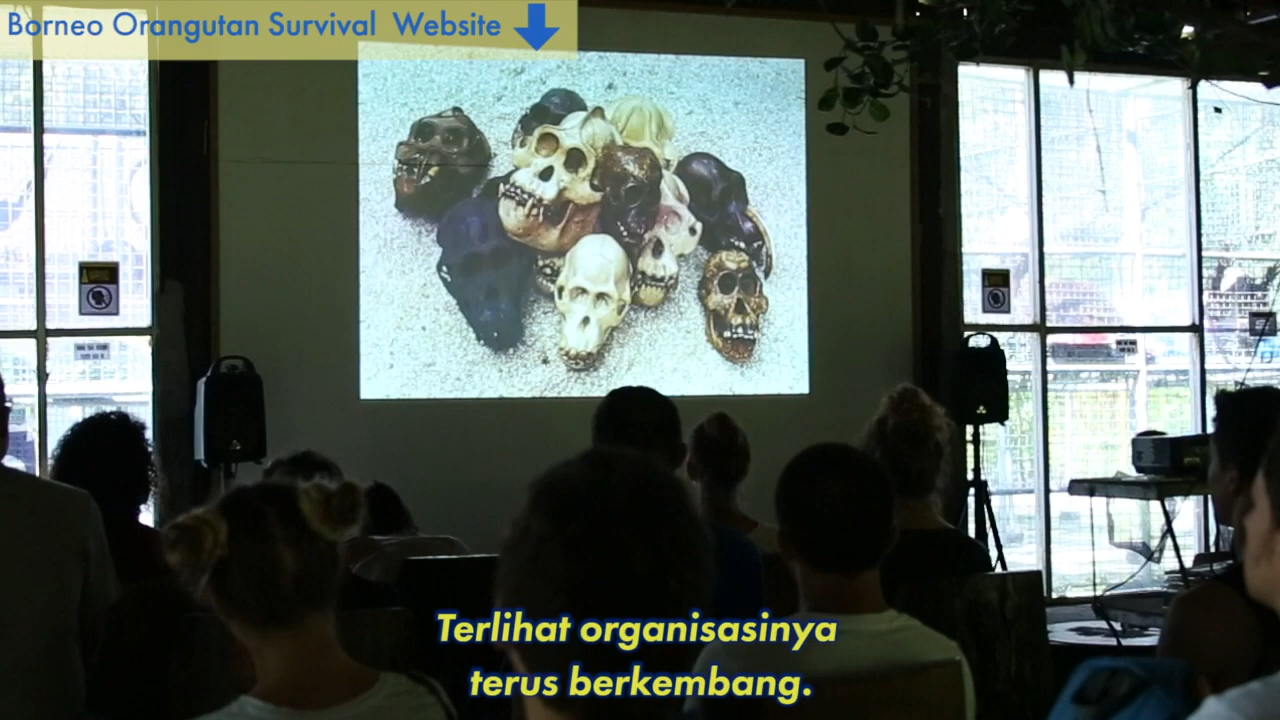 Borneo Orangutan Survival Website
Terlihat organisasinya
terus berkembang.